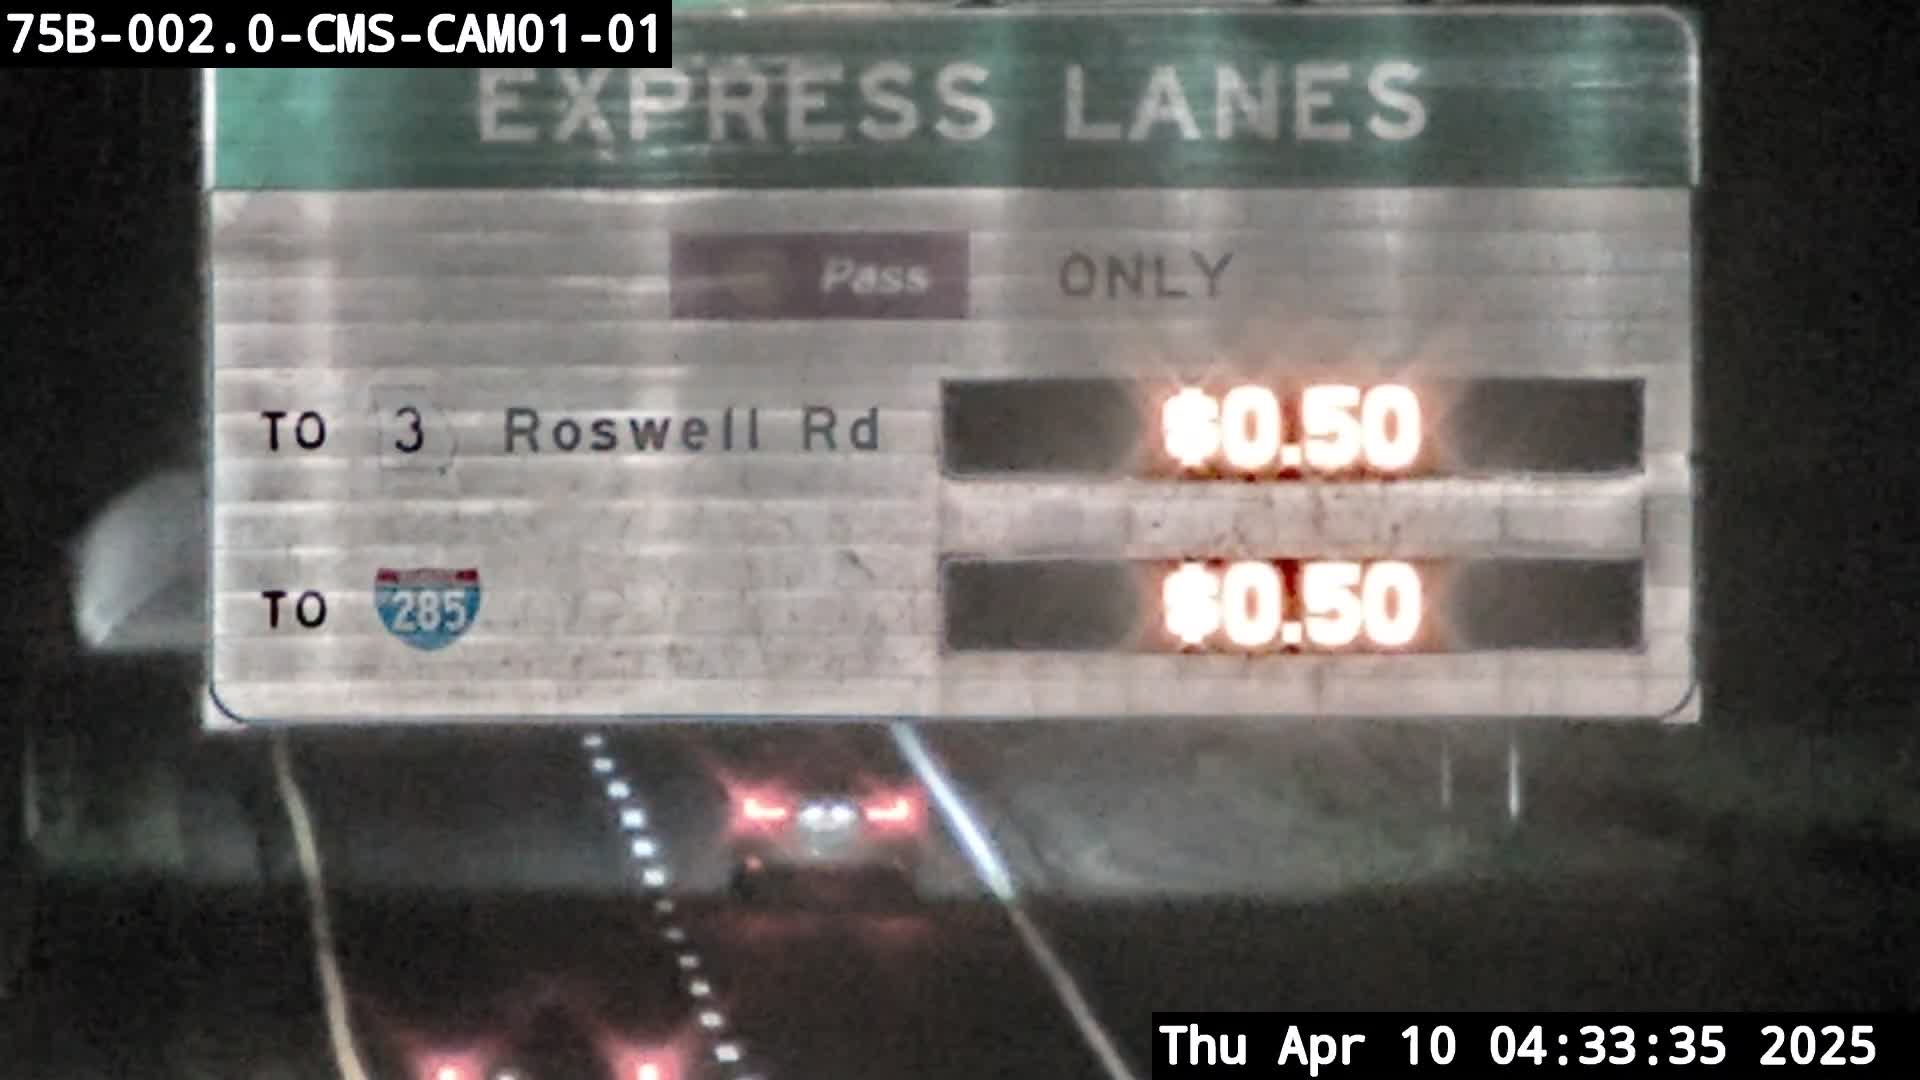 75B-002.0-CMS-CAM01-01
EXPRESS LANES
Pass ONLY
TO 3 Roswell Rd $0.50
TO 285 $0.50
Thu Apr 10 04:33:35 2025